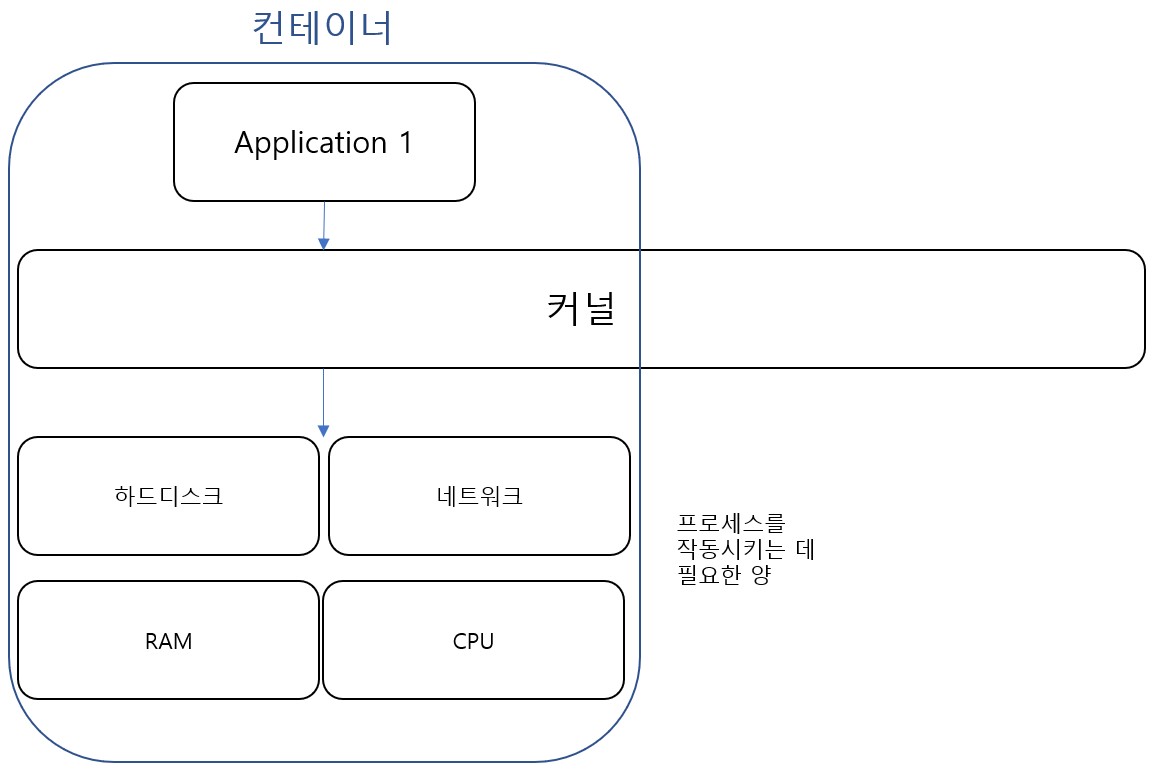 컨테이너
Application 1
커널
하드디스크
네트워크
프로세스를
작동시키는 데
필요한 양
RAM
CPU